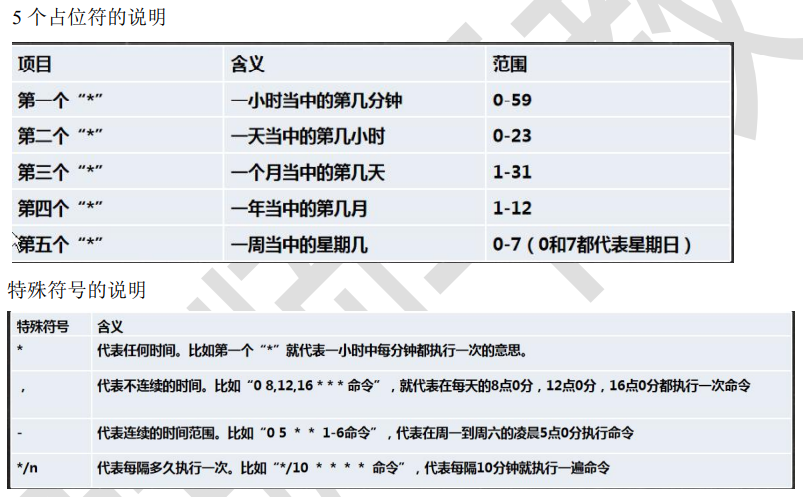 5 个占位符的说明
项目 含义 范围
第一个“*” 一小时当中的第几分钟 0-59
第二个“*” 一天当中的第几小时 0-23
第三个“*” 一个月当中的第几天 1-31
第四个“*” 一年当中的第几月 1-12
第五个“*” 一周当中的星期几 0-7（0和7都代表星期日）
特殊符号的说明
特殊符号 含义
* 代表任何时间。比如第一个“*”就代表一小时中每分钟都执行一次的意思。
， 代表不连续的时间。比如“0 8,12,16 * * * 命令”，就代表在每天的8点0分，12点0分，16点0分都执行一次命令
- 代表连续的时间范围。比如“0 5 * * 1-6命令”，代表在周一到周六的凌晨5点0分执行命令
*/n 代表每隔多久执行一次。比如“*/10 * * * * 命令”，代表每隔10分钟就执行一遍命令